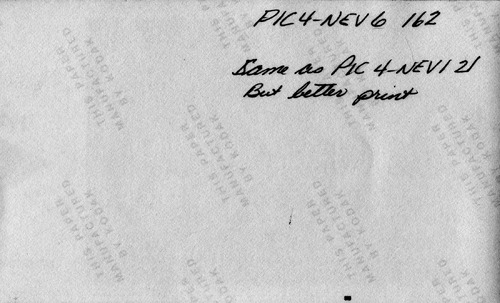 PIC4-NEV6 162
Same as PIC 4-NEV1 21
But better print
THIS PAPER
MANUFACTURED
BY KODAK